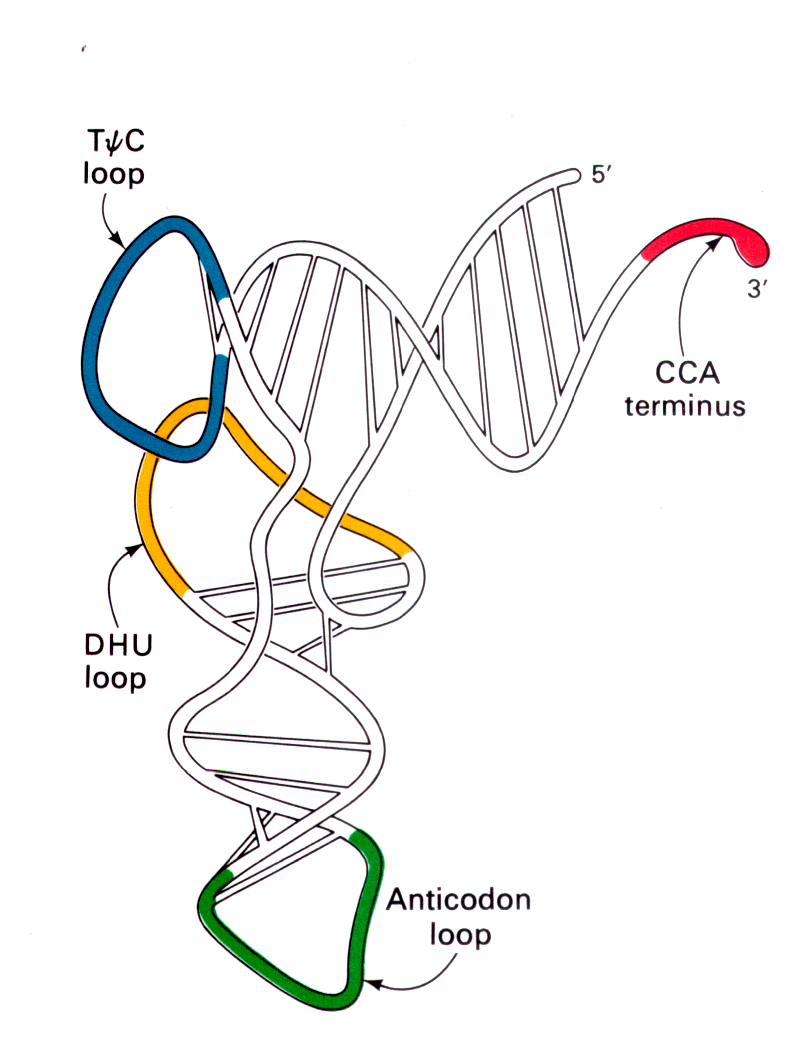 TψC
loop
5′
3′
CCA
terminus
DHU
loop
Anticodon
loop